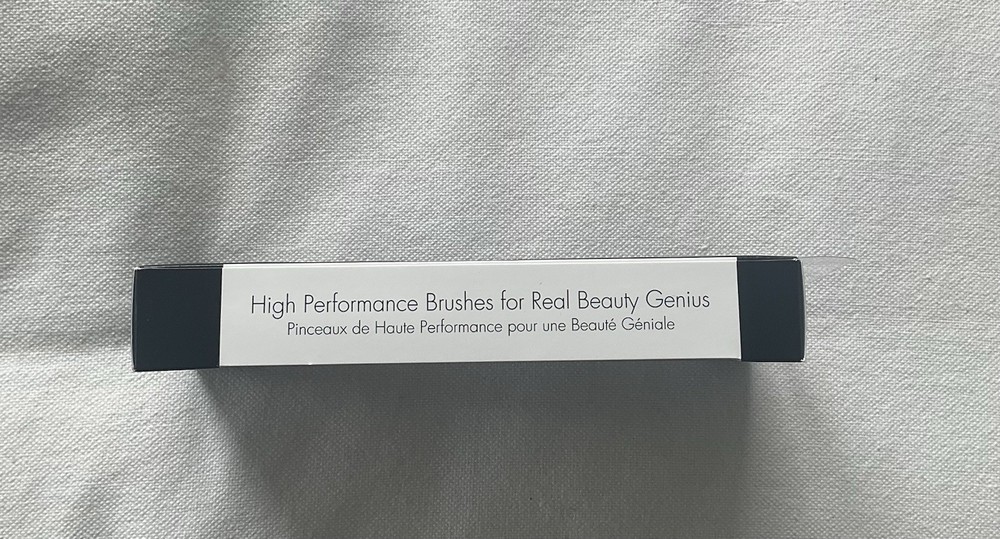 High Performance Brushes for Real Beauty Genius
Pinceaux de Haute Performance pour une Beauté Géniale